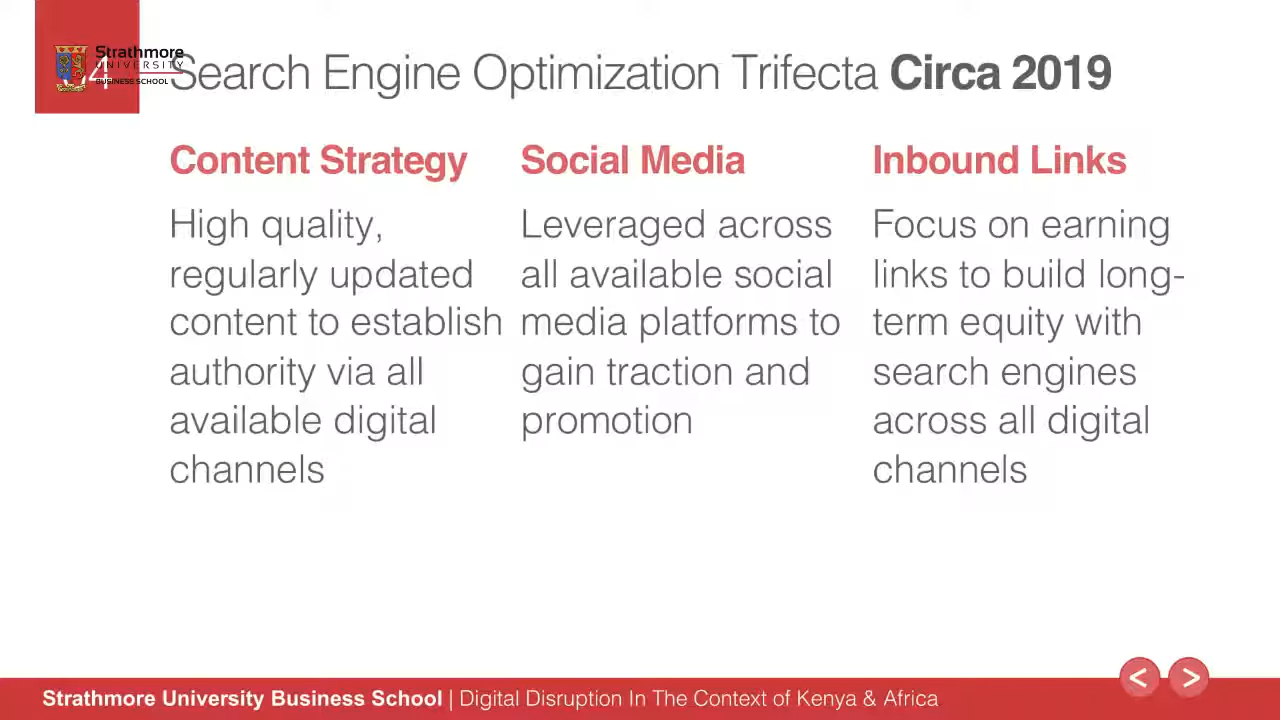 Strathmore
UNIVERSITY
BUSINESS SCHOOL
Search Engine Optimization Trifecta Circa 2019
Content Strategy
High quality,
regularly updated
content to establish
authority via all
available digital
channels
Social Media
Leveraged across
all available social
media platforms to
gain traction and
promotion
Inbound Links
Focus on earning
links to build long-
term equity with
search engines
across all digital
channels
Strathmore University Business School | Digital Disruption In The Context of Kenya & Africa